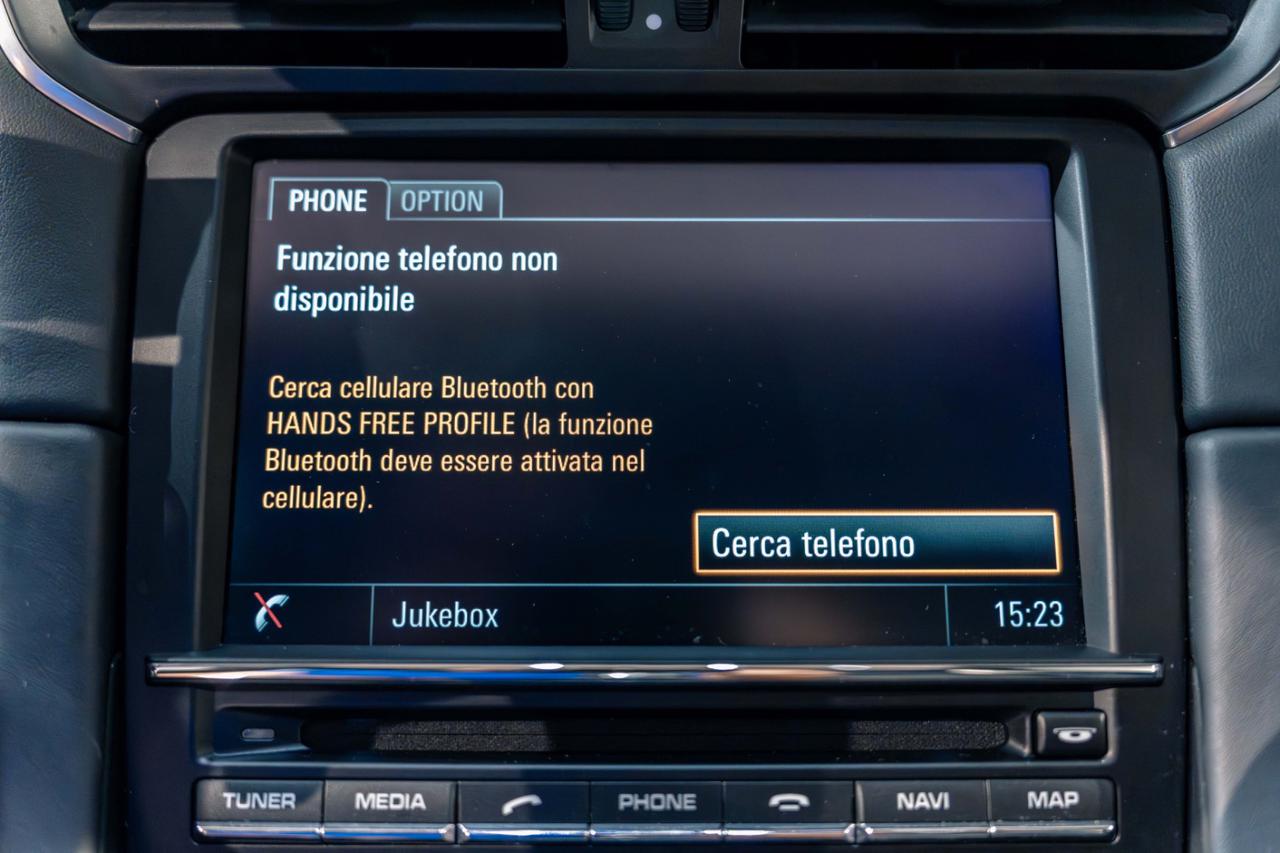 PHONE OPTION
Funzione telefono non
disponibile
Cerca cellulare Bluetooth con
HANDS FREE PROFILE (la funzione
Bluetooth deve essere attivata nel
cellulare).
Cerca telefono
Jukebox 15:23
TUNER MEDIA PHONE NAVI MAP